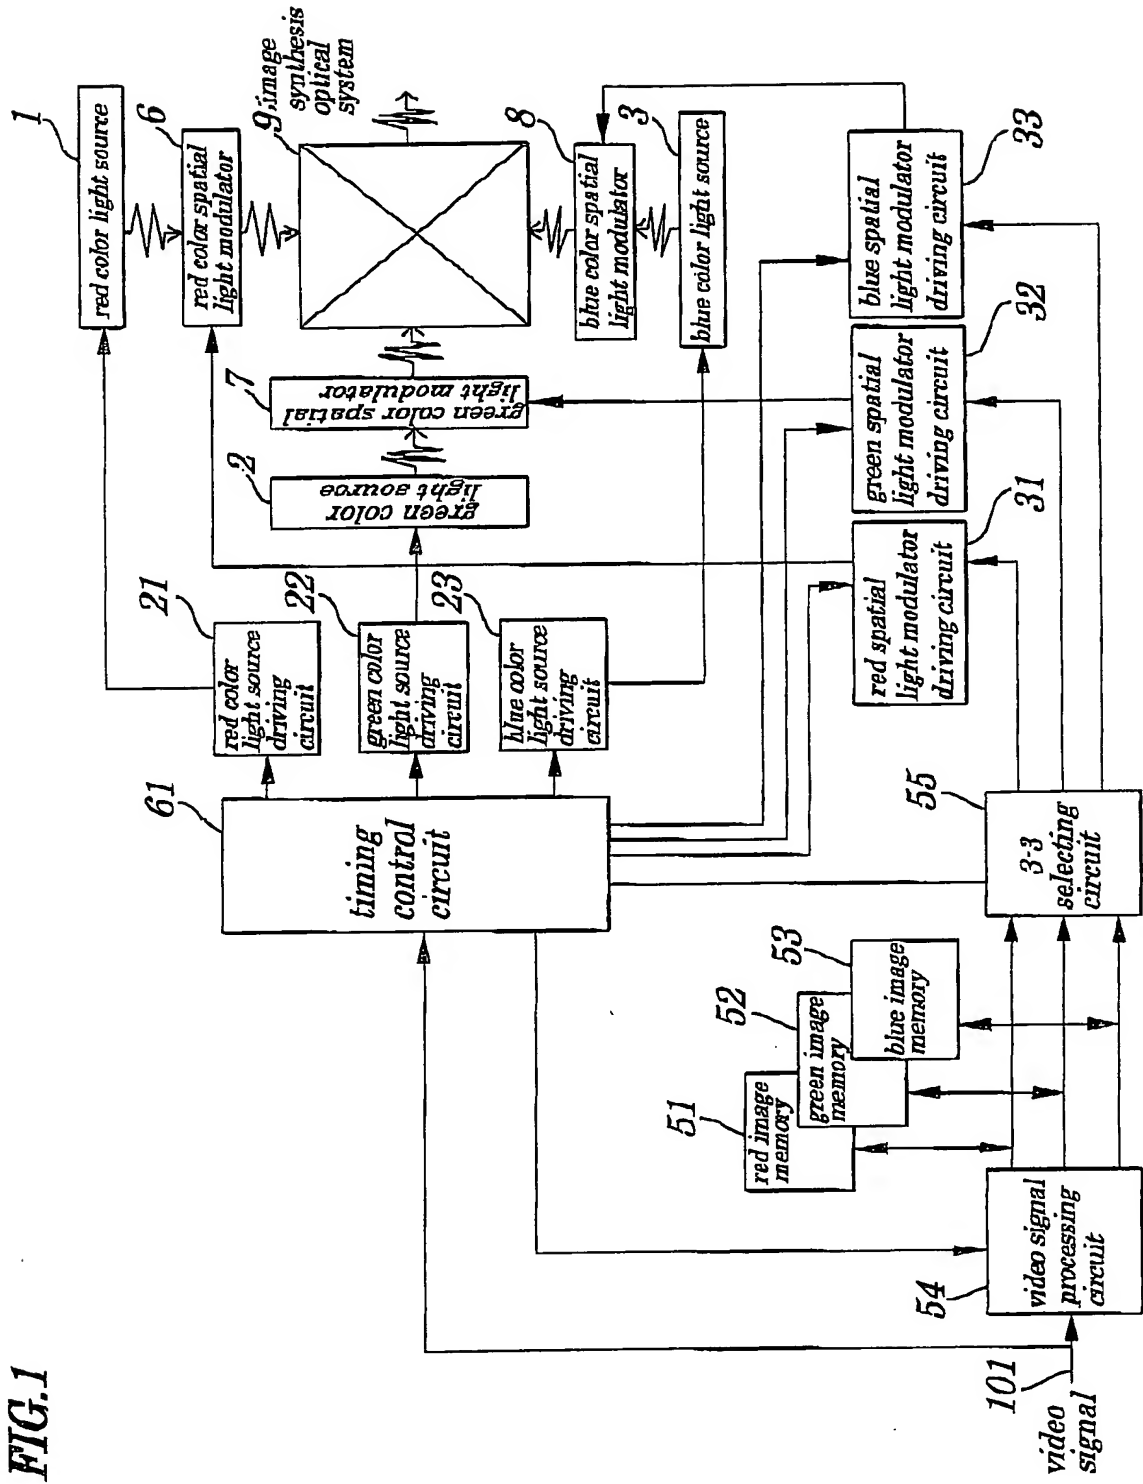 FIG.1
1
red color light source
6
red color spatial
light modulator
9
image
synthesis
optical
system
8
blue color spatial
light modulator
3
blue color light source
7
green color spatial
light modulator
2
green color
light source
21
red color
light source
driving
circuit
22
green color
light source
driving
circuit
23
blue color
light source
driving
circuit
33
blue spatial
light modulator
driving circuit
32
green spatial
light modulator
driving circuit
31
red spatial
light modulator
driving circuit
61
timing
control
circuit
55
3-3
selecting
circuit
53
blue image
memory
52
green image
memory
51
red image
memory
54
video signal
processing
circuit
101
video
signal